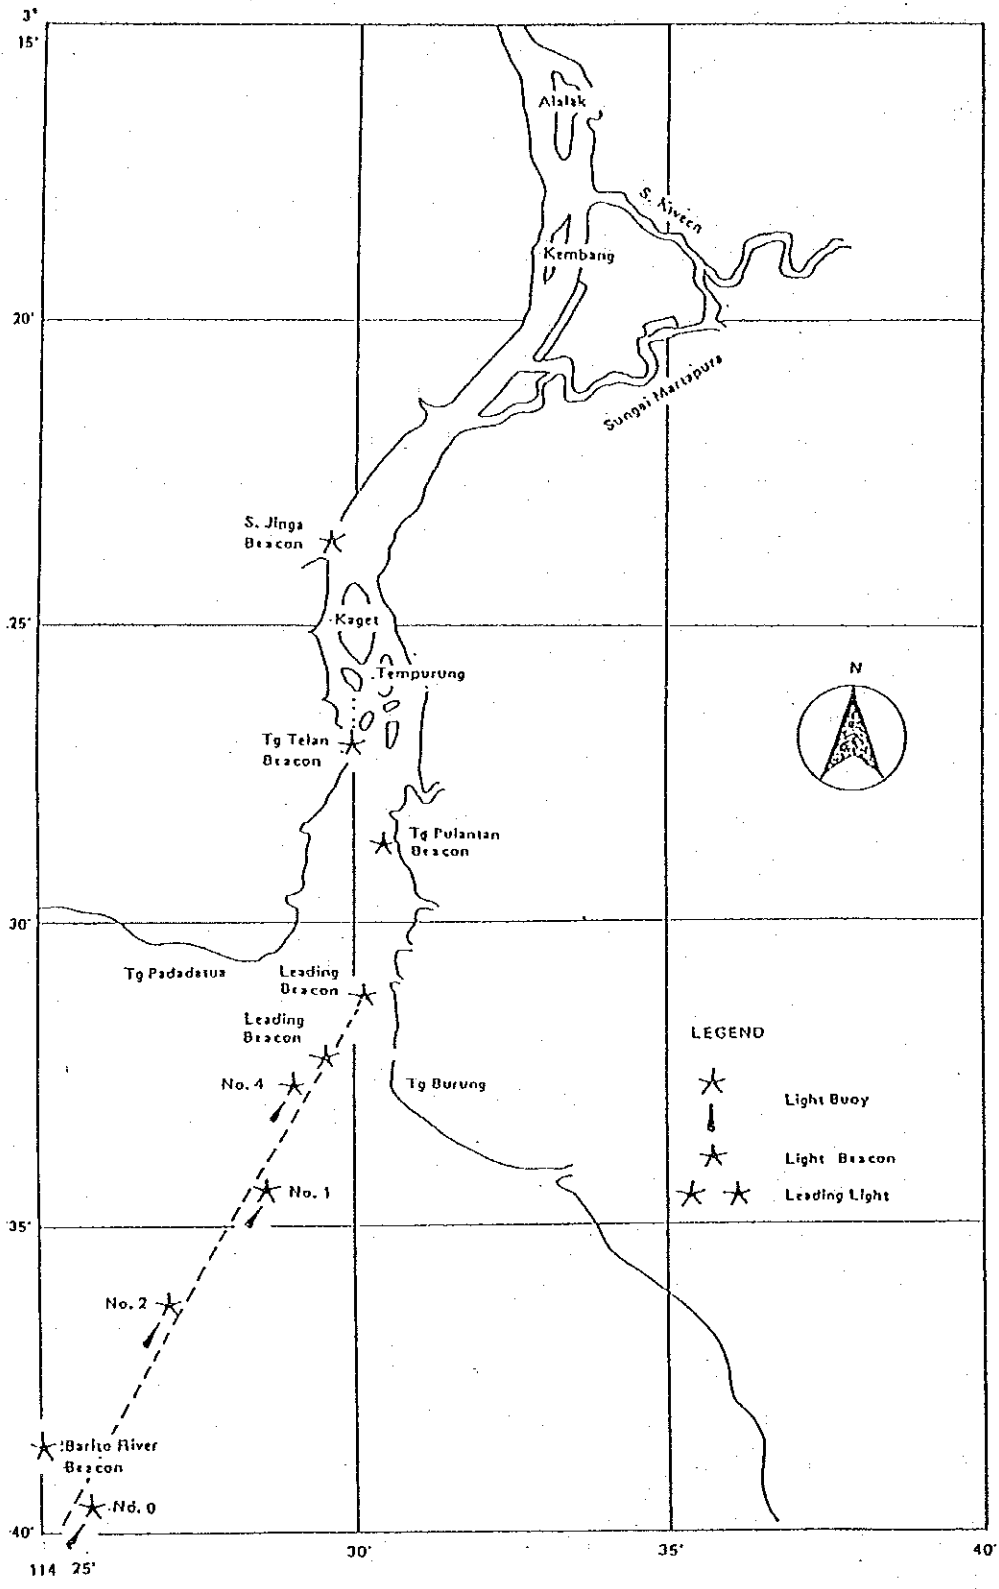 3°
15'
Alalak
Kembang
20'
Sungai Martapura
S. Jinga
Beacon
25'
Kaget
Tempurung
N
Tg Telan
Beacon
Tg Pulantan
Beacon
30'
Tg Padadatua
Leading
Beacon
Leading
Beacon
LEGEND
No. 4
Tg Burung
Light Buoy
Light Beacon
No. 1
Leading Light
35'
No. 2
Barito River
Beacon
No. 0
40'
114 25'
30'
35'
40'